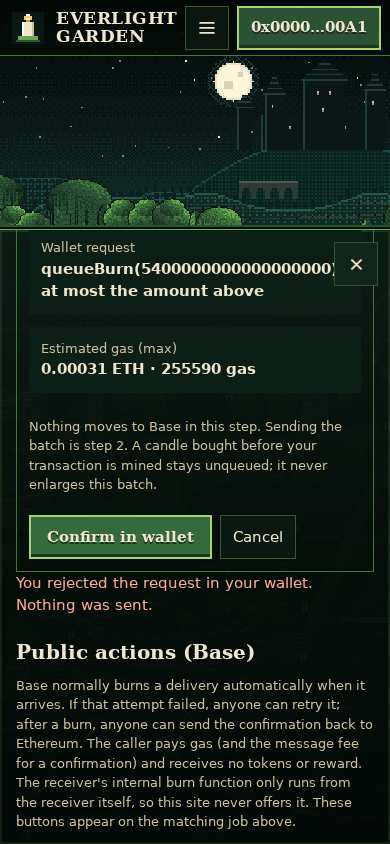 EVERLIGHT
GARDEN
0x0000...00A1
Wallet request
queueBurn(5400000000000000000)
at most the amount above
Estimated gas (max)
0.00031 ETH · 255590 gas
Nothing moves to Base in this step. Sending the
batch is step 2. A candle bought before your
transaction is mined stays unqueued; it never
enlarges this batch.
Confirm in wallet
Cancel
You rejected the request in your wallet.
Nothing was sent.
Public actions (Base)
Base normally burns a delivery automatically when it
arrives. If that attempt failed, anyone can retry it;
after a burn, anyone can send the confirmation back to
Ethereum. The caller pays gas (and the message fee
for a confirmation) and receives no tokens or reward.
The receiver's internal burn function only runs from
the receiver itself, so this site never offers it. These
buttons appear on the matching job above.